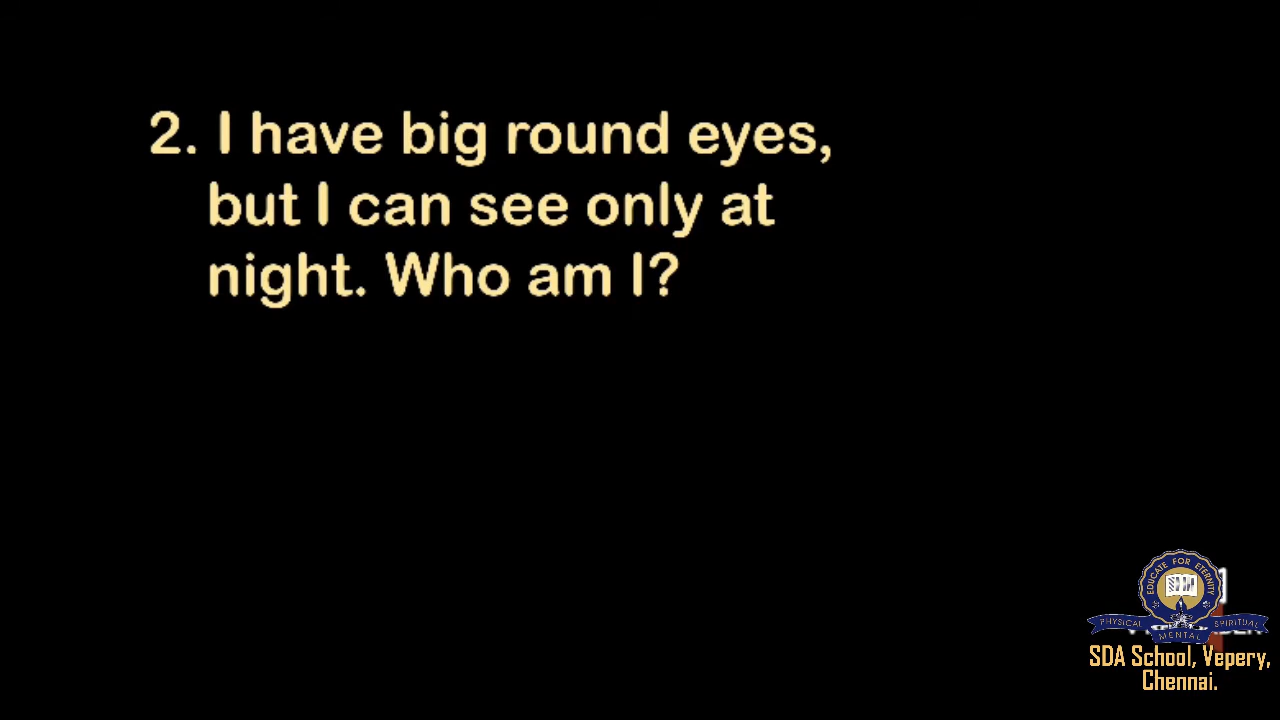 2. I have big round eyes,
but I can see only at
night. Who am I?
EDUCATE FOR ETERNITY
PHYSICAL
MENTAL
SPIRITUAL
SDA School, Vepery,
Chennai.